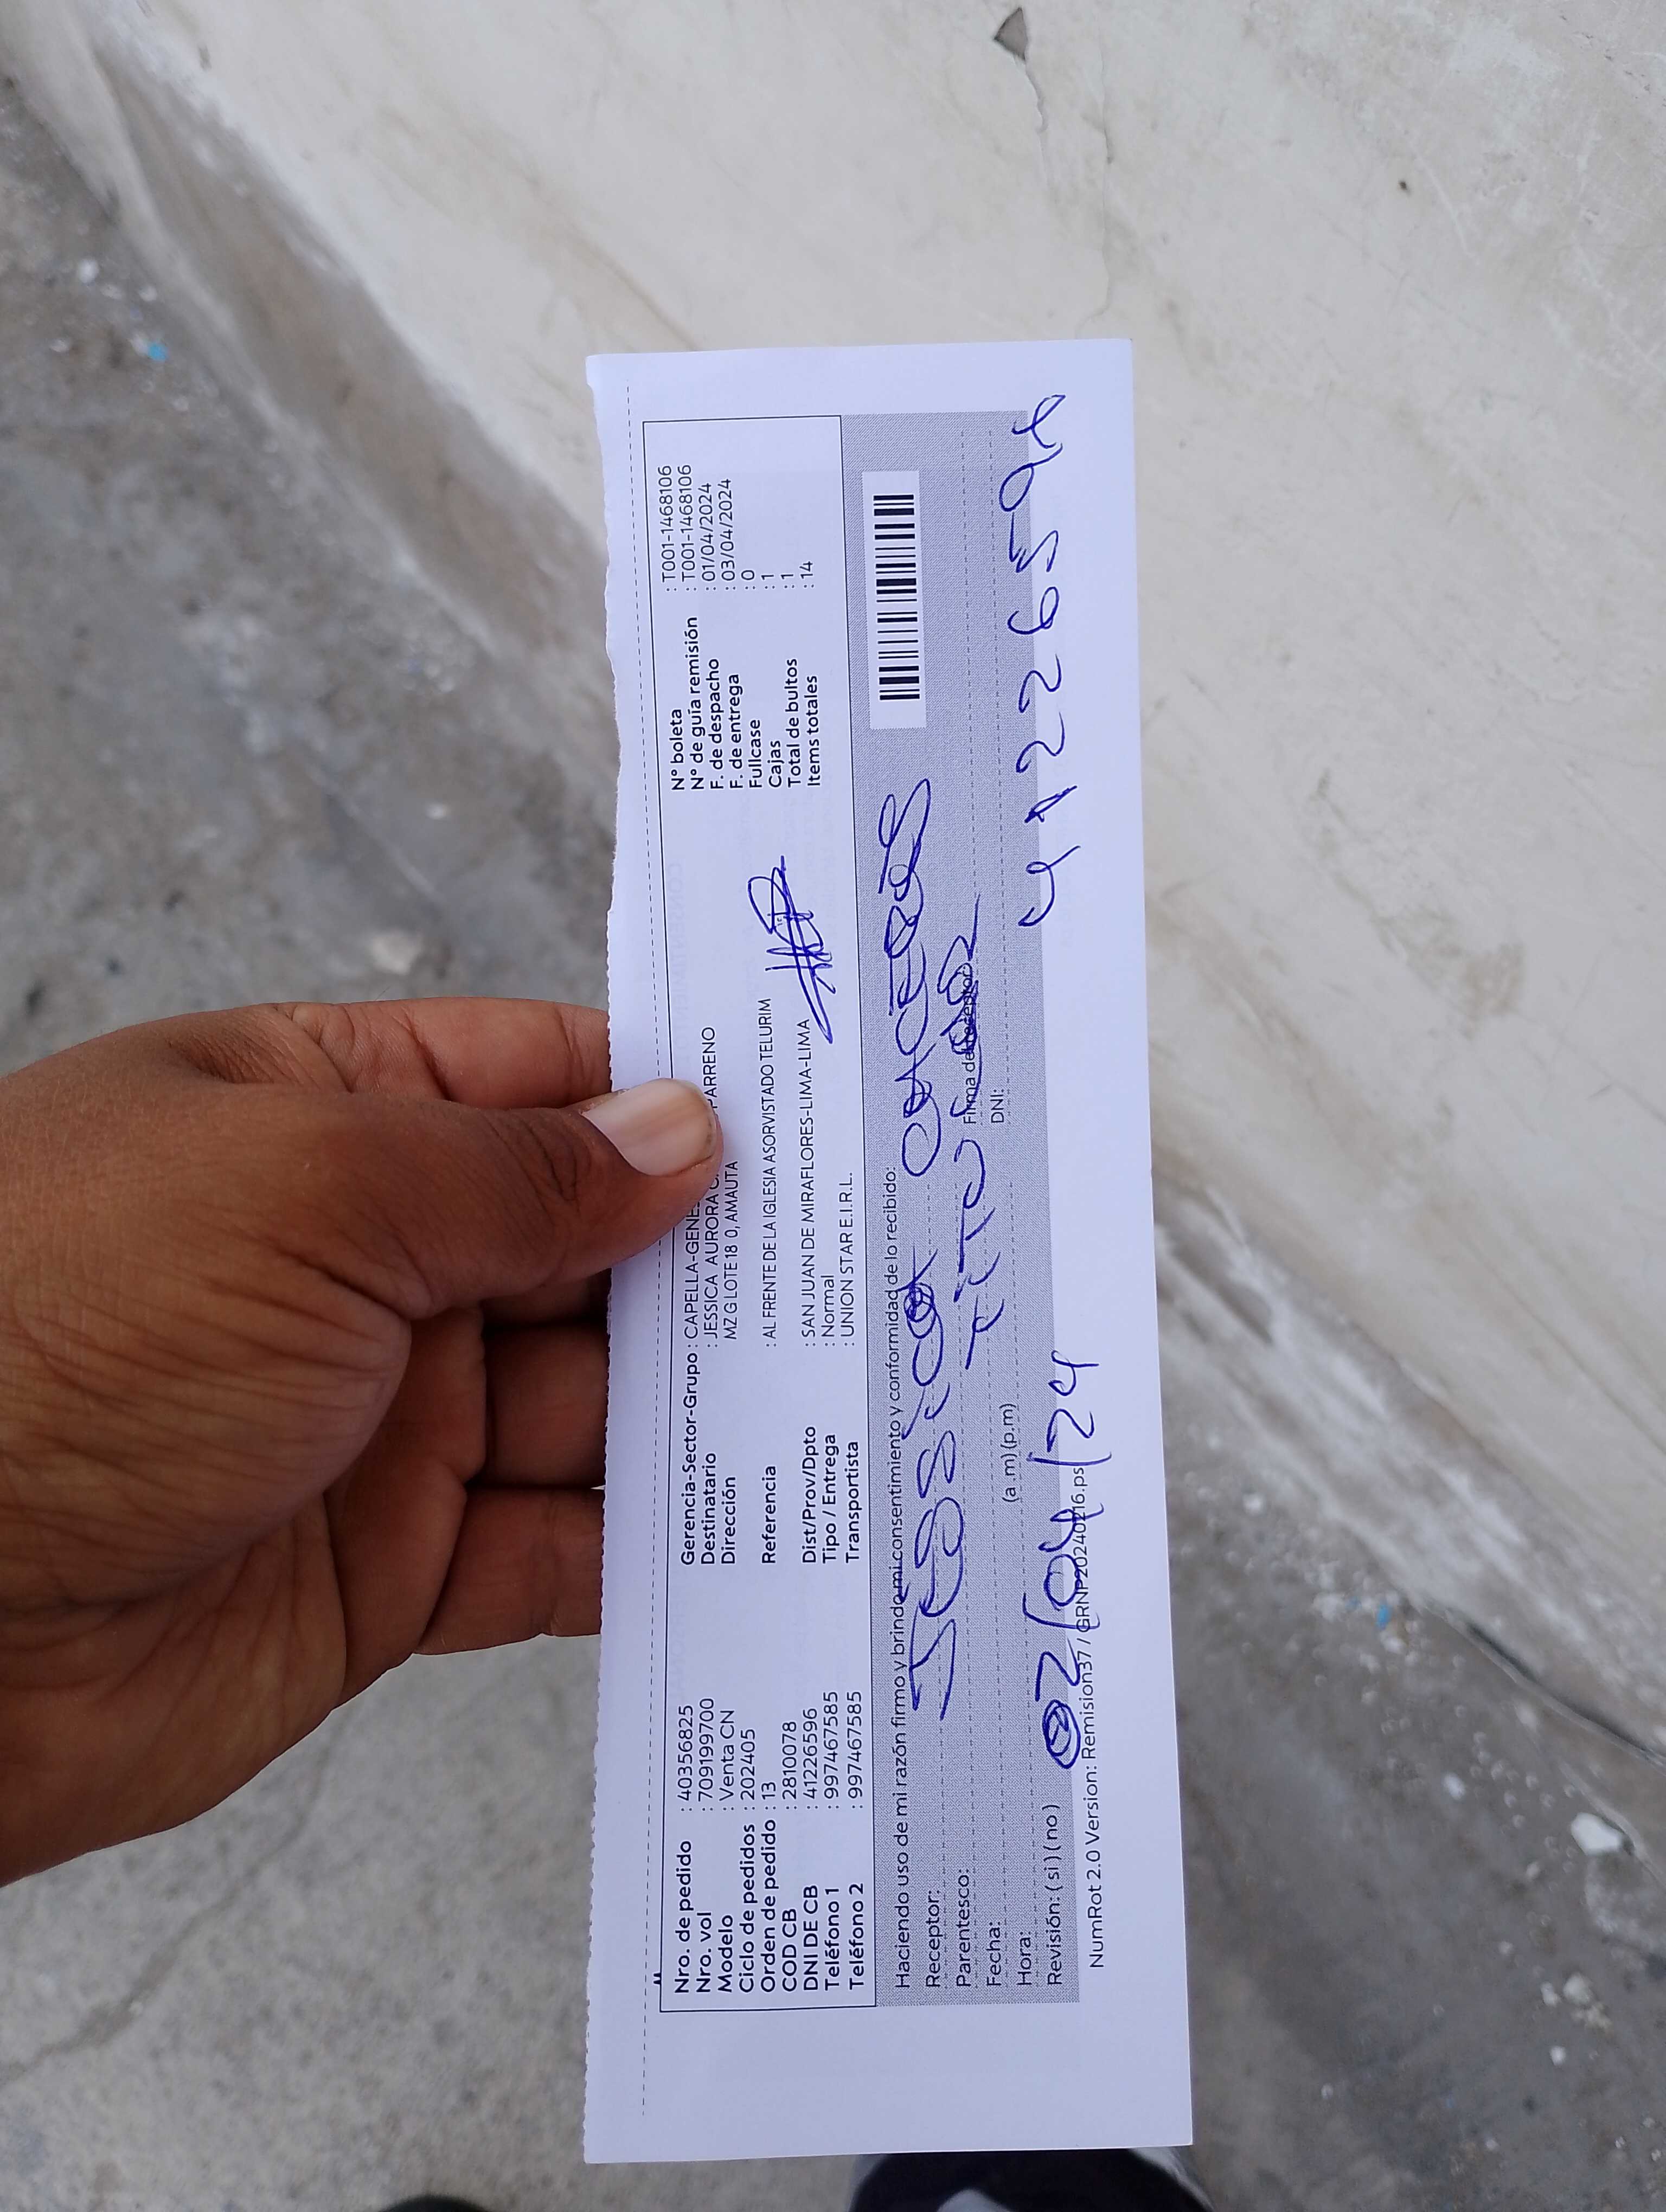 Nro. de pedido : 40356825
Nro. vol : 709199700
Modelo : Venta CN
Ciclo de pedidos : 202405
Orden de pedido : 13
COD CB : 2810078
DNI DE CB : 41226596
Teléfono 1 : 997467585
Teléfono 2 : 997467585
Gerencia-Sector-Grupo : CAPELLA-GENE
Destinatario : JESSICA AURORA C PARRENO
Dirección MZ G LOTE 18 0, AMAUTA
Referencia : AL FRENTE DE LA IGLESIA ASORVISTADO TELURIM
Dist/Prov/Dpto : SAN JUAN DE MIRAFLORES-LIMA-LIMA
Tipo / Entrega : Normal
Transportista : UNION STAR E.I.R.L.
N° boleta : T001-1468106
N° de guía remisión : T001-1468106
F. de despacho : 01/04/2024
F. de entrega : 03/04/2024
Fullcase : 0
Cajas : 1
Total de bultos : 1
Items totales : 14
Haciendo uso de mi razón firmo y brindo mi consentimiento y conformidad de lo recibido:
Receptor: Jessica
Parentesco: TITULAR
Firma del Receptor
Fecha:
DNI: 41226596
Hora: (a .m) (p.m)
02/04/24
Revisión: ( si ) ( no )
NumRot 2.0 Version: Remision37 / GRNP20240216.ps